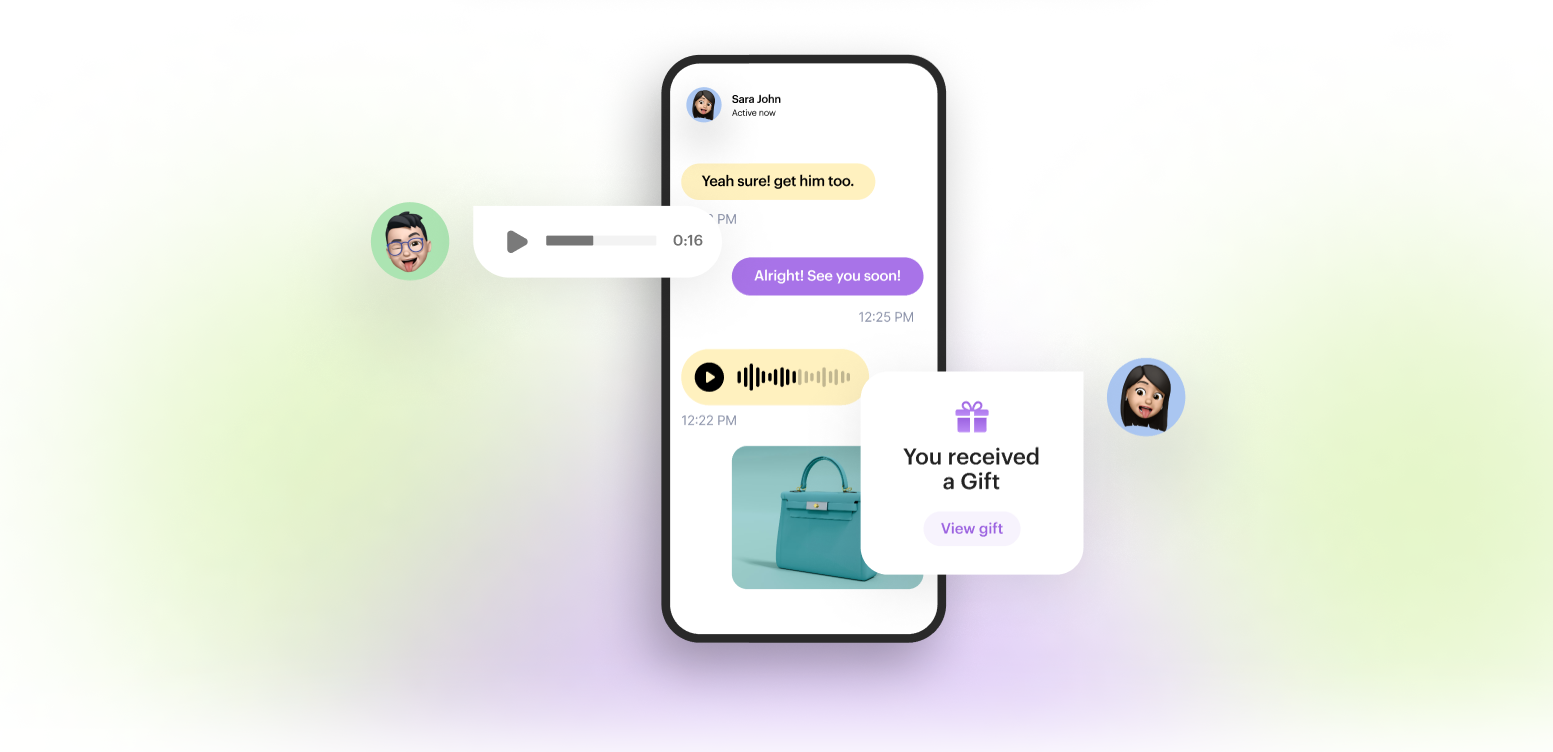 Sara John
Active now
Yeah sure! get him too.
PM
0:16
Alright! See you soon!
12:25 PM
12:22 PM
You received
a Gift
View gift